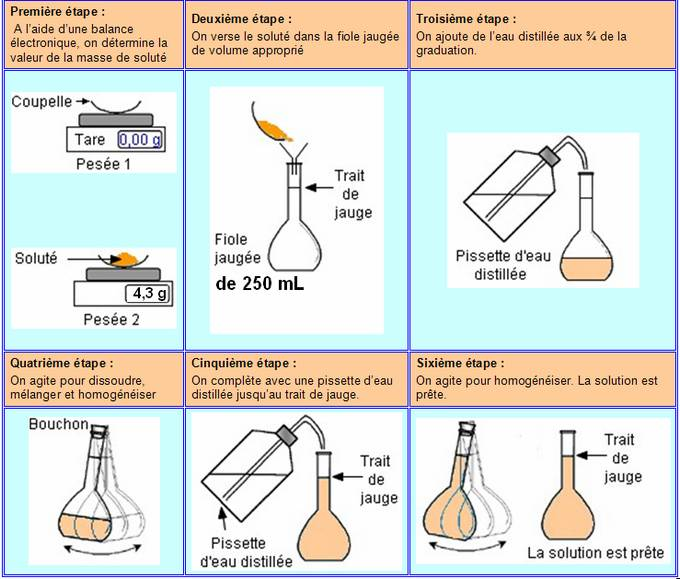 Première étape :
A l’aide d’une balance
électronique, on détermine la
valeur de la masse de soluté
Deuxième étape :
On verse le soluté dans la fiole jaugée
de volume approprié
Troisième étape :
On ajoute de l’eau distillée aux ¾ de la
graduation.
Coupelle
Tare 0,00 g
Pesée 1
Soluté
4,3 g
Pesée 2
Trait
de
jauge
Fiole
jaugée
de 250 mL
Pissette d'eau
distillée
Quatrième étape :
On agite pour dissoudre,
mélanger et homogénéiser
Cinquième étape :
On complète avec une pissette d’eau
distillée jusqu’au trait de jauge.
Sixième étape :
On agite pour homogénéiser. La solution est
prête.
Bouchon
Trait
de
jauge
Pissette
d'eau distillée
Trait
de
jauge
La solution est prête